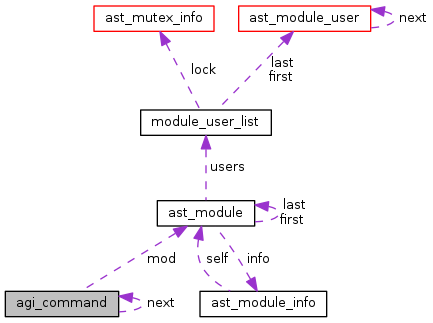 ast_mutex_info
ast_module_user
next
lock
last
first
module_user_list
users
ast_module
last
first
mod
self
info
agi_command
next
ast_module_info